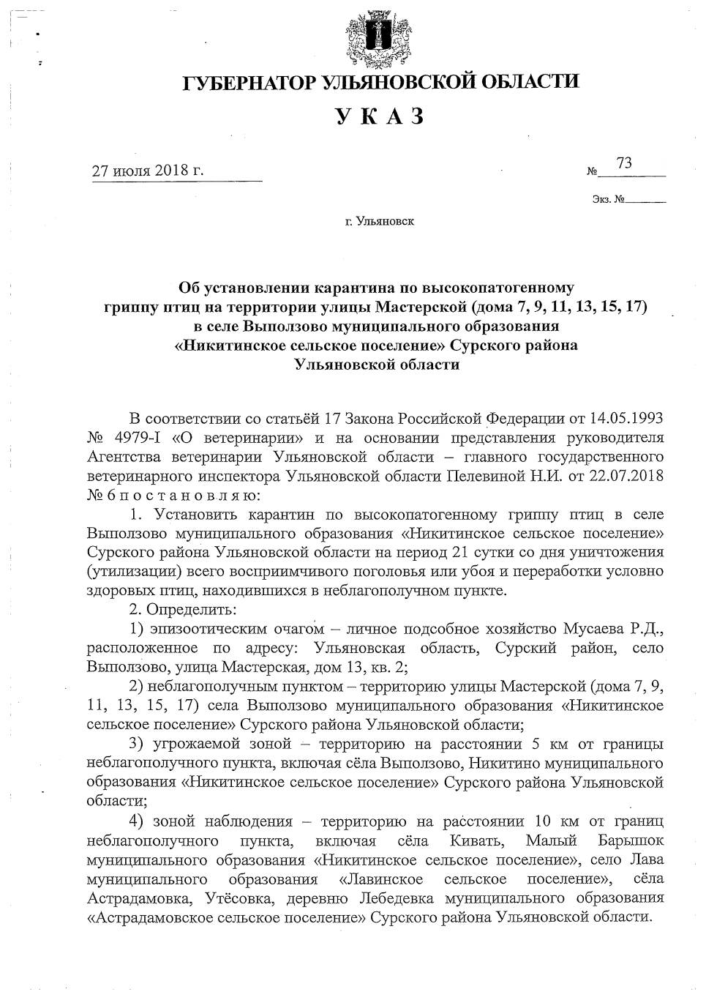 ГУБЕРНАТОР УЛЬЯНОВСКОЙ ОБЛАСТИ
У К А З
27 июля 2018 г.
№ 73
Экз. №
г. Ульяновск
Об установлении карантина по высокопатогенному
гриппу птиц на территории улицы Мастерской (дома 7, 9, 11, 13, 15, 17)
в селе Выползово муниципального образования
«Никитинское сельское поселение» Сурского района
Ульяновской области
В соответствии со статьёй 17 Закона Российской Федерации от 14.05.1993
№ 4979-I «О ветеринарии» и на основании представления руководителя
Агентства ветеринарии Ульяновской области – главного государственного
ветеринарного инспектора Ульяновской области Пелевиной Н.И. от 22.07.2018
№ 6 п о с т а н о в л я ю:
1. Установить карантин по высокопатогенному гриппу птиц в селе
Выползово муниципального образования «Никитинское сельское поселение»
Сурского района Ульяновской области на период 21 сутки со дня уничтожения
(утилизации) всего восприимчивого поголовья или убоя и переработки условно
здоровых птиц, находившихся в неблагополучном пункте.
2. Определить:
1) эпизоотическим очагом – личное подсобное хозяйство Мусаева Р.Д.,
расположенное по адресу: Ульяновская область, Сурский район, село
Выползово, улица Мастерская, дом 13, кв. 2;
2) неблагополучным пунктом – территорию улицы Мастерской (дома 7, 9,
11, 13, 15, 17) села Выползово муниципального образования «Никитинское
сельское поселение» Сурского района Ульяновской области;
3) угрожаемой зоной – территорию на расстоянии 5 км от границы
неблагополучного пункта, включая сёла Выползово, Никитино муниципального
образования «Никитинское сельское поселение» Сурского района Ульяновской
области;
4) зоной наблюдения – территорию на расстоянии 10 км от границ
неблагополучного пункта, включая сёла Кивать, Малый Барышок
муниципального образования «Никитинское сельское поселение», село Лава
муниципального образования «Лавинское сельское поселение», сёла
Астрадамовка, Утёсовка, деревню Лебедевка муниципального образования
«Астрадамовское сельское поселение» Сурского района Ульяновской области.